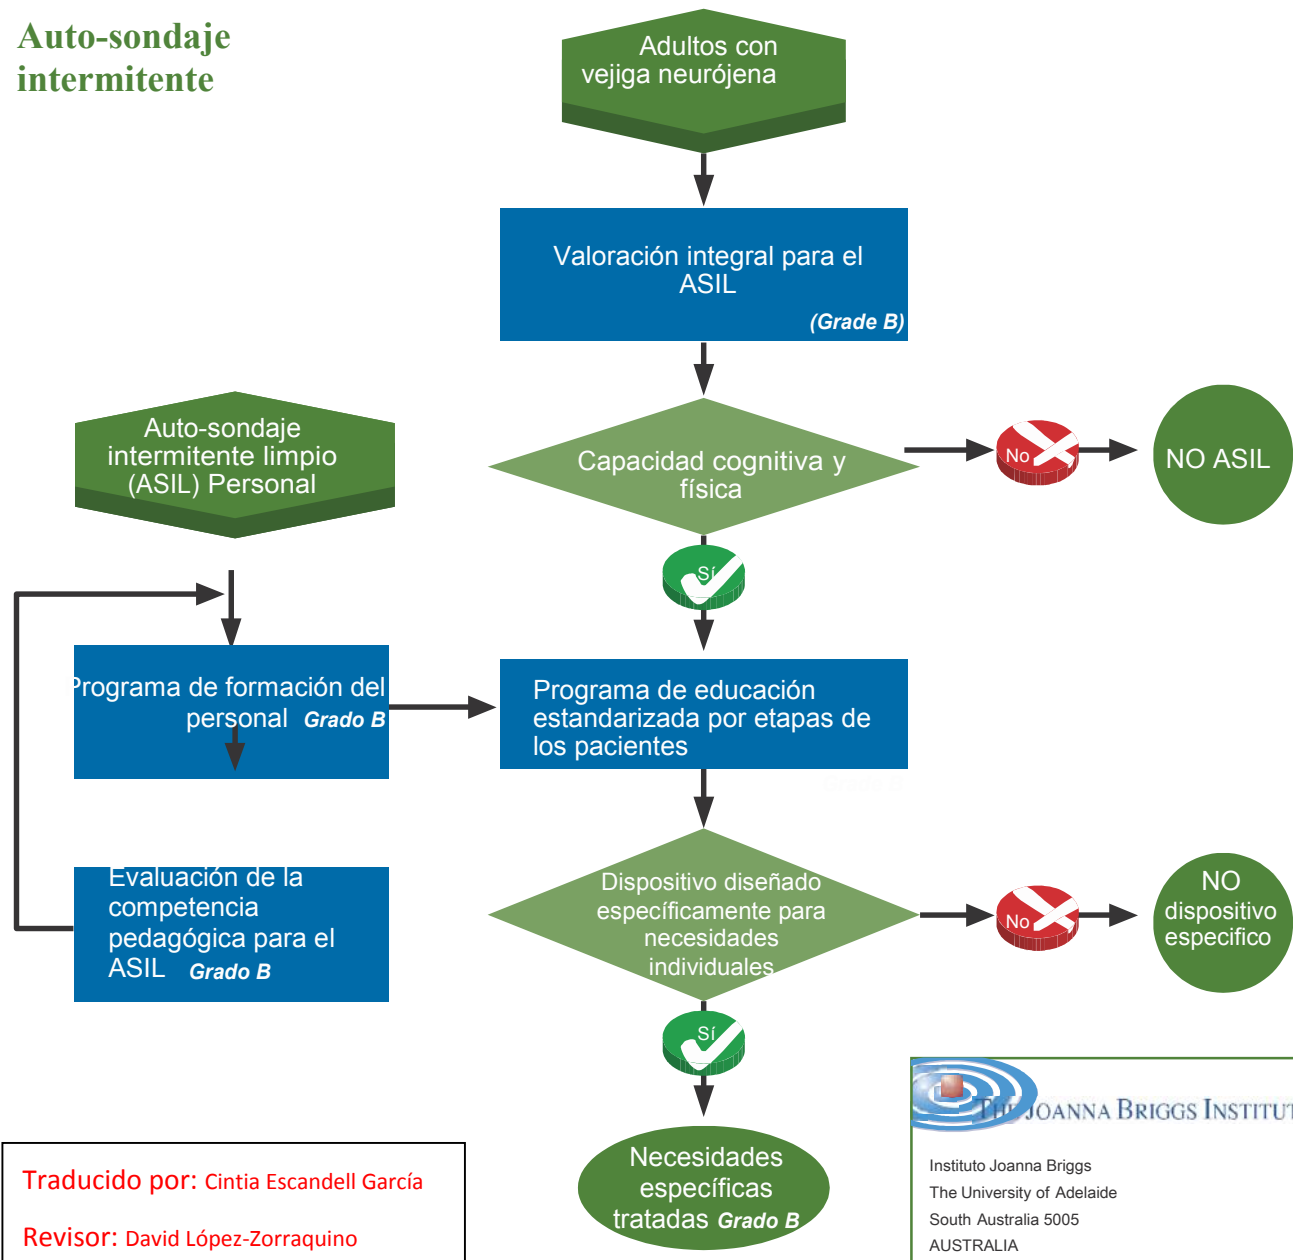 Auto-sondaje
intermitente
Adultos con
vejiga neurójena
Valoración integral para el
ASIL
(Grade B)
Capacidad cognitiva y
física
No
NO ASIL
Sí
Auto-sondaje
intermitente limpio
(ASIL) Personal
Programa de formación del
personal Grado B
Programa de educación
estandarizada por etapas de
los pacientes
Evaluación de la
competencia
pedagógica para el
ASIL Grado B
Dispositivo diseñado
específicamente para
necesidades
individuales
No
NO
dispositivo
especifico
Sí
Necesidades
específicas
tratadas Grado B
Traducido por: Cintia Escandell García
Revisor: David López-Zorraquino
THE JOANNA BRIGGS INSTITUT
Instituto Joanna Briggs
The University of Adelaide
South Australia 5005
AUSTRALIA